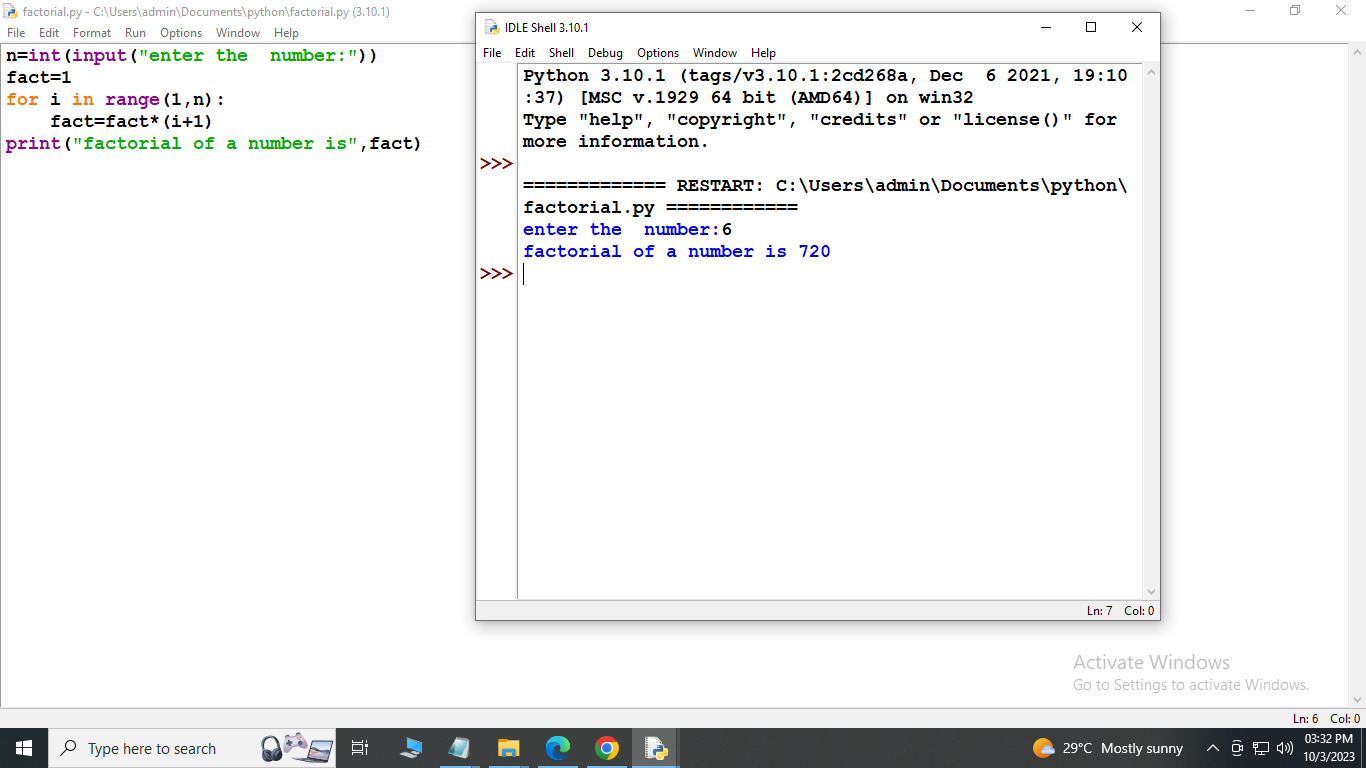 factorial.py - C:\Users\admin\Documents\python\factorial.py (3.10.1)
File Edit Format Run Options Window Help
n=int(input("enter the  number:"))
fact=1
for i in range(1,n):
    fact=fact*(i+1)
print("factorial of a number is",fact)
IDLE Shell 3.10.1
File Edit Shell Debug Options Window Help
Python 3.10.1 (tags/v3.10.1:2cd268a, Dec  6 2021, 19:10
:37) [MSC v.1929 64 bit (AMD64)] on win32
Type "help", "copyright", "credits" or "license()" for
more information.
>>>
============= RESTART: C:\Users\admin\Documents\python\
factorial.py ============
enter the  number:6
factorial of a number is 720
>>>
Ln: 7 Col: 0
Activate Windows
Go to Settings to activate Windows.
Ln: 6 Col: 0
Type here to search
29°C Mostly sunny
03:32 PM
10/3/2023